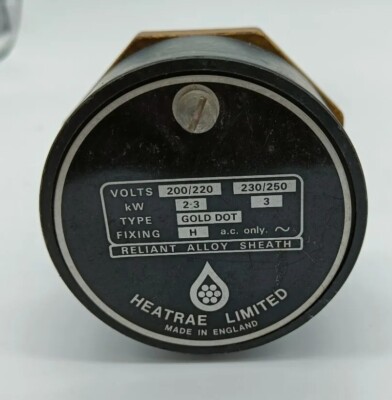 VOLTS 200/220 230/250
kW 2·3 3
TYPE GOLD DOT
FIXING H a.c. only. ~
RELIANT ALLOY SHEATH
HEATRAE LIMITED
MADE IN ENGLAND